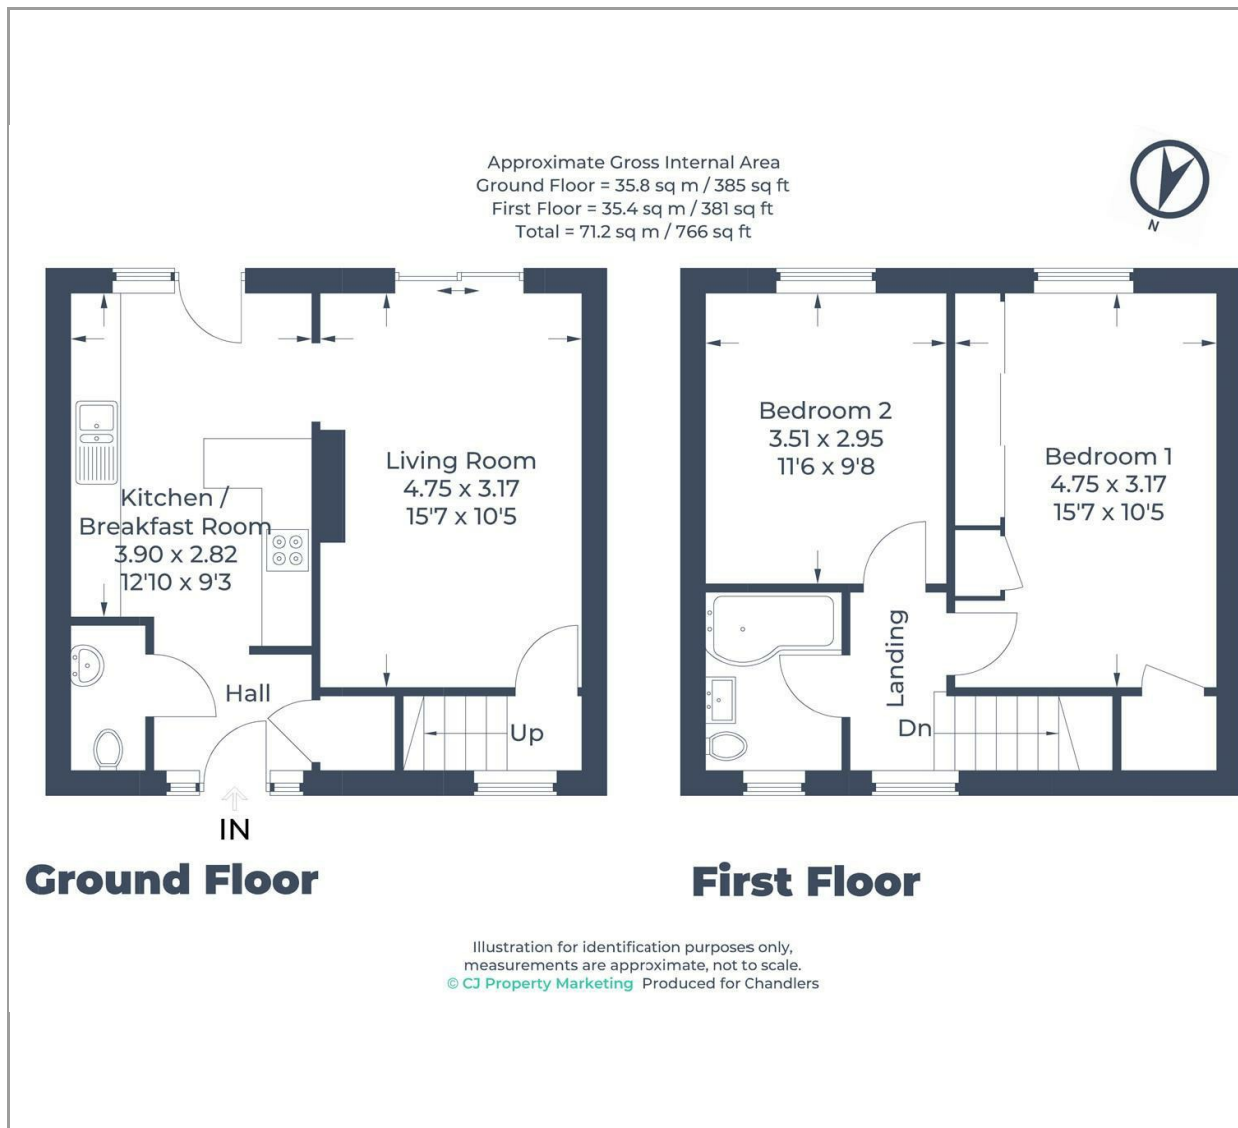 Approximate Gross Internal Area
Ground Floor = 35.8 sq m / 385 sq ft
First Floor = 35.4 sq m / 381 sq ft
Total = 71.2 sq m / 766 sq ft
N
Kitchen /
Breakfast Room
3.90 x 2.82
12'10 x 9'3
Living Room
4.75 x 3.17
15'7 x 10'5
Hall
Up
IN
Ground Floor
Bedroom 2
3.51 x 2.95
11'6 x 9'8
Bedroom 1
4.75 x 3.17
15'7 x 10'5
Landing
Dn
First Floor
Illustration for identification purposes only,
measurements are approximate, not to scale.
© CJ Property Marketing Produced for Chandlers